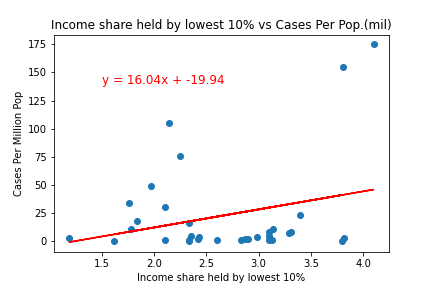 Income share held by lowest 10% vs Cases Per Pop.(mil)
y = 16.04x + -19.94
Cases Per Million Pop
175
150
125
100
75
50
25
0
1.5 2.0 2.5 3.0 3.5 4.0
Income share held by lowest 10%